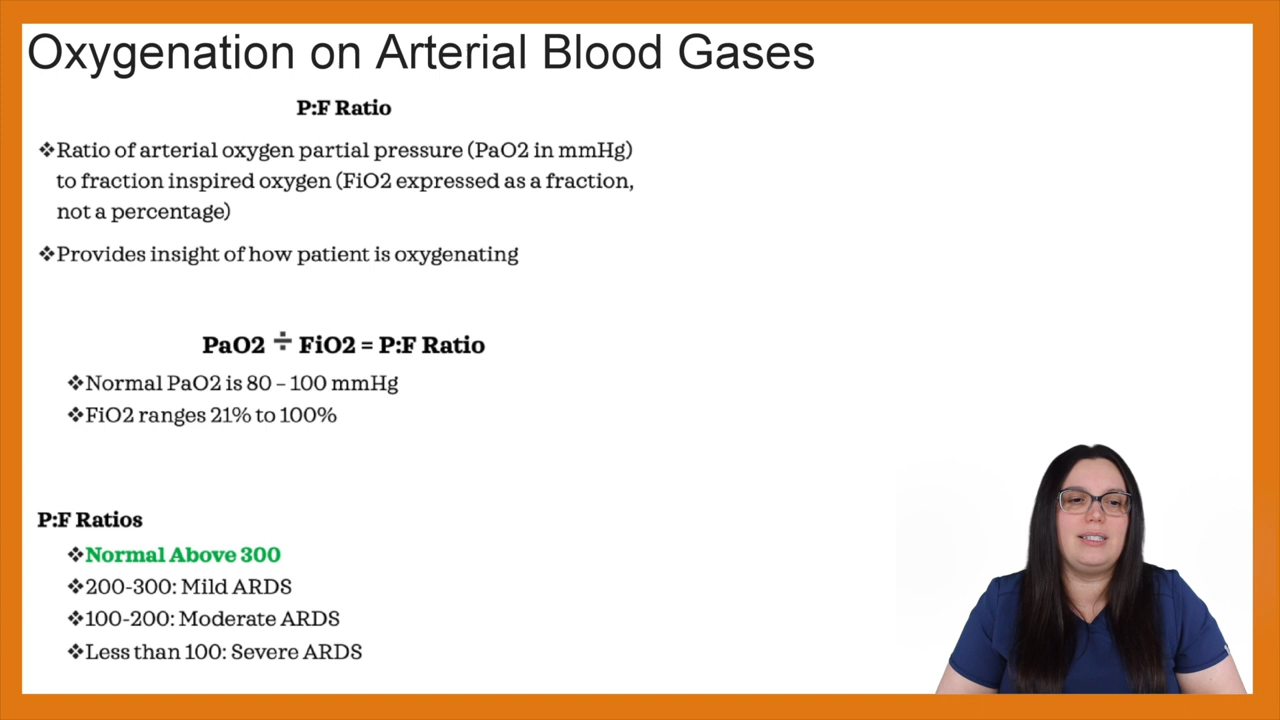 Oxygenation on Arterial Blood Gases
P:F Ratio
❖Ratio of arterial oxygen partial pressure (PaO2 in mmHg)
to fraction inspired oxygen (FiO2 expressed as a fraction,
not a percentage)
❖Provides insight of how patient is oxygenating
PaO2 ÷ FiO2 = P:F Ratio
❖Normal PaO2 is 80 – 100 mmHg
❖FiO2 ranges 21% to 100%
P:F Ratios
❖Normal Above 300
❖200-300: Mild ARDS
❖100-200: Moderate ARDS
❖Less than 100: Severe ARDS